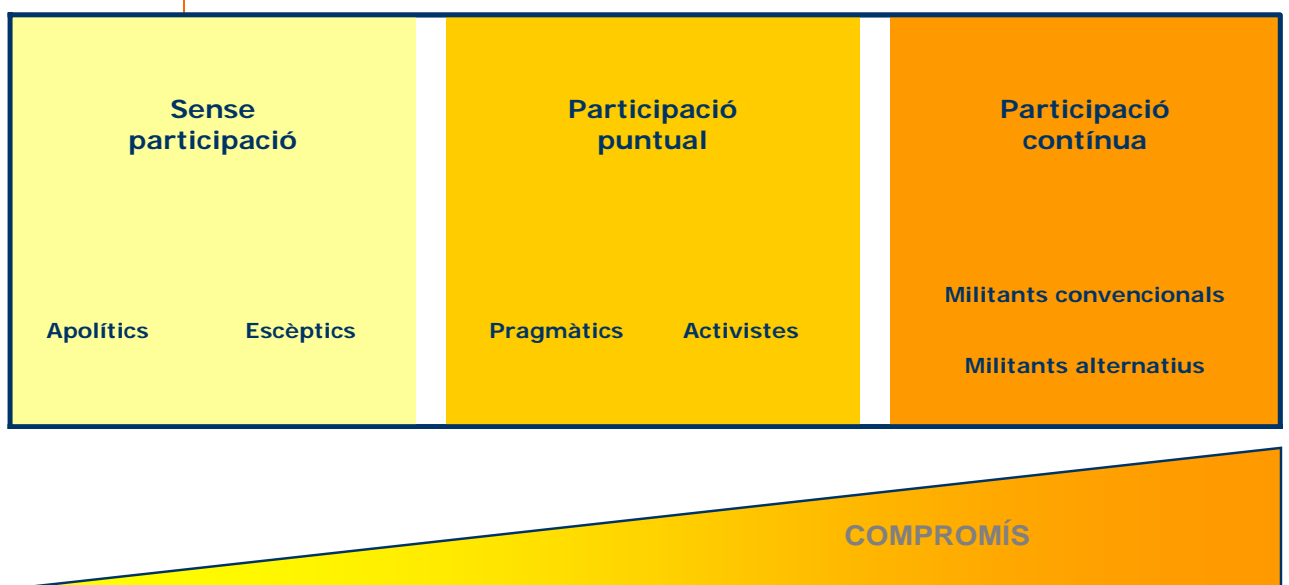 Sense
participació
Participació
puntual
Participació
contínua
Apolítics
Escèptics
Pragmàtics
Activistes
Militants convencionals
Militants alternatius
COMPROMÍS